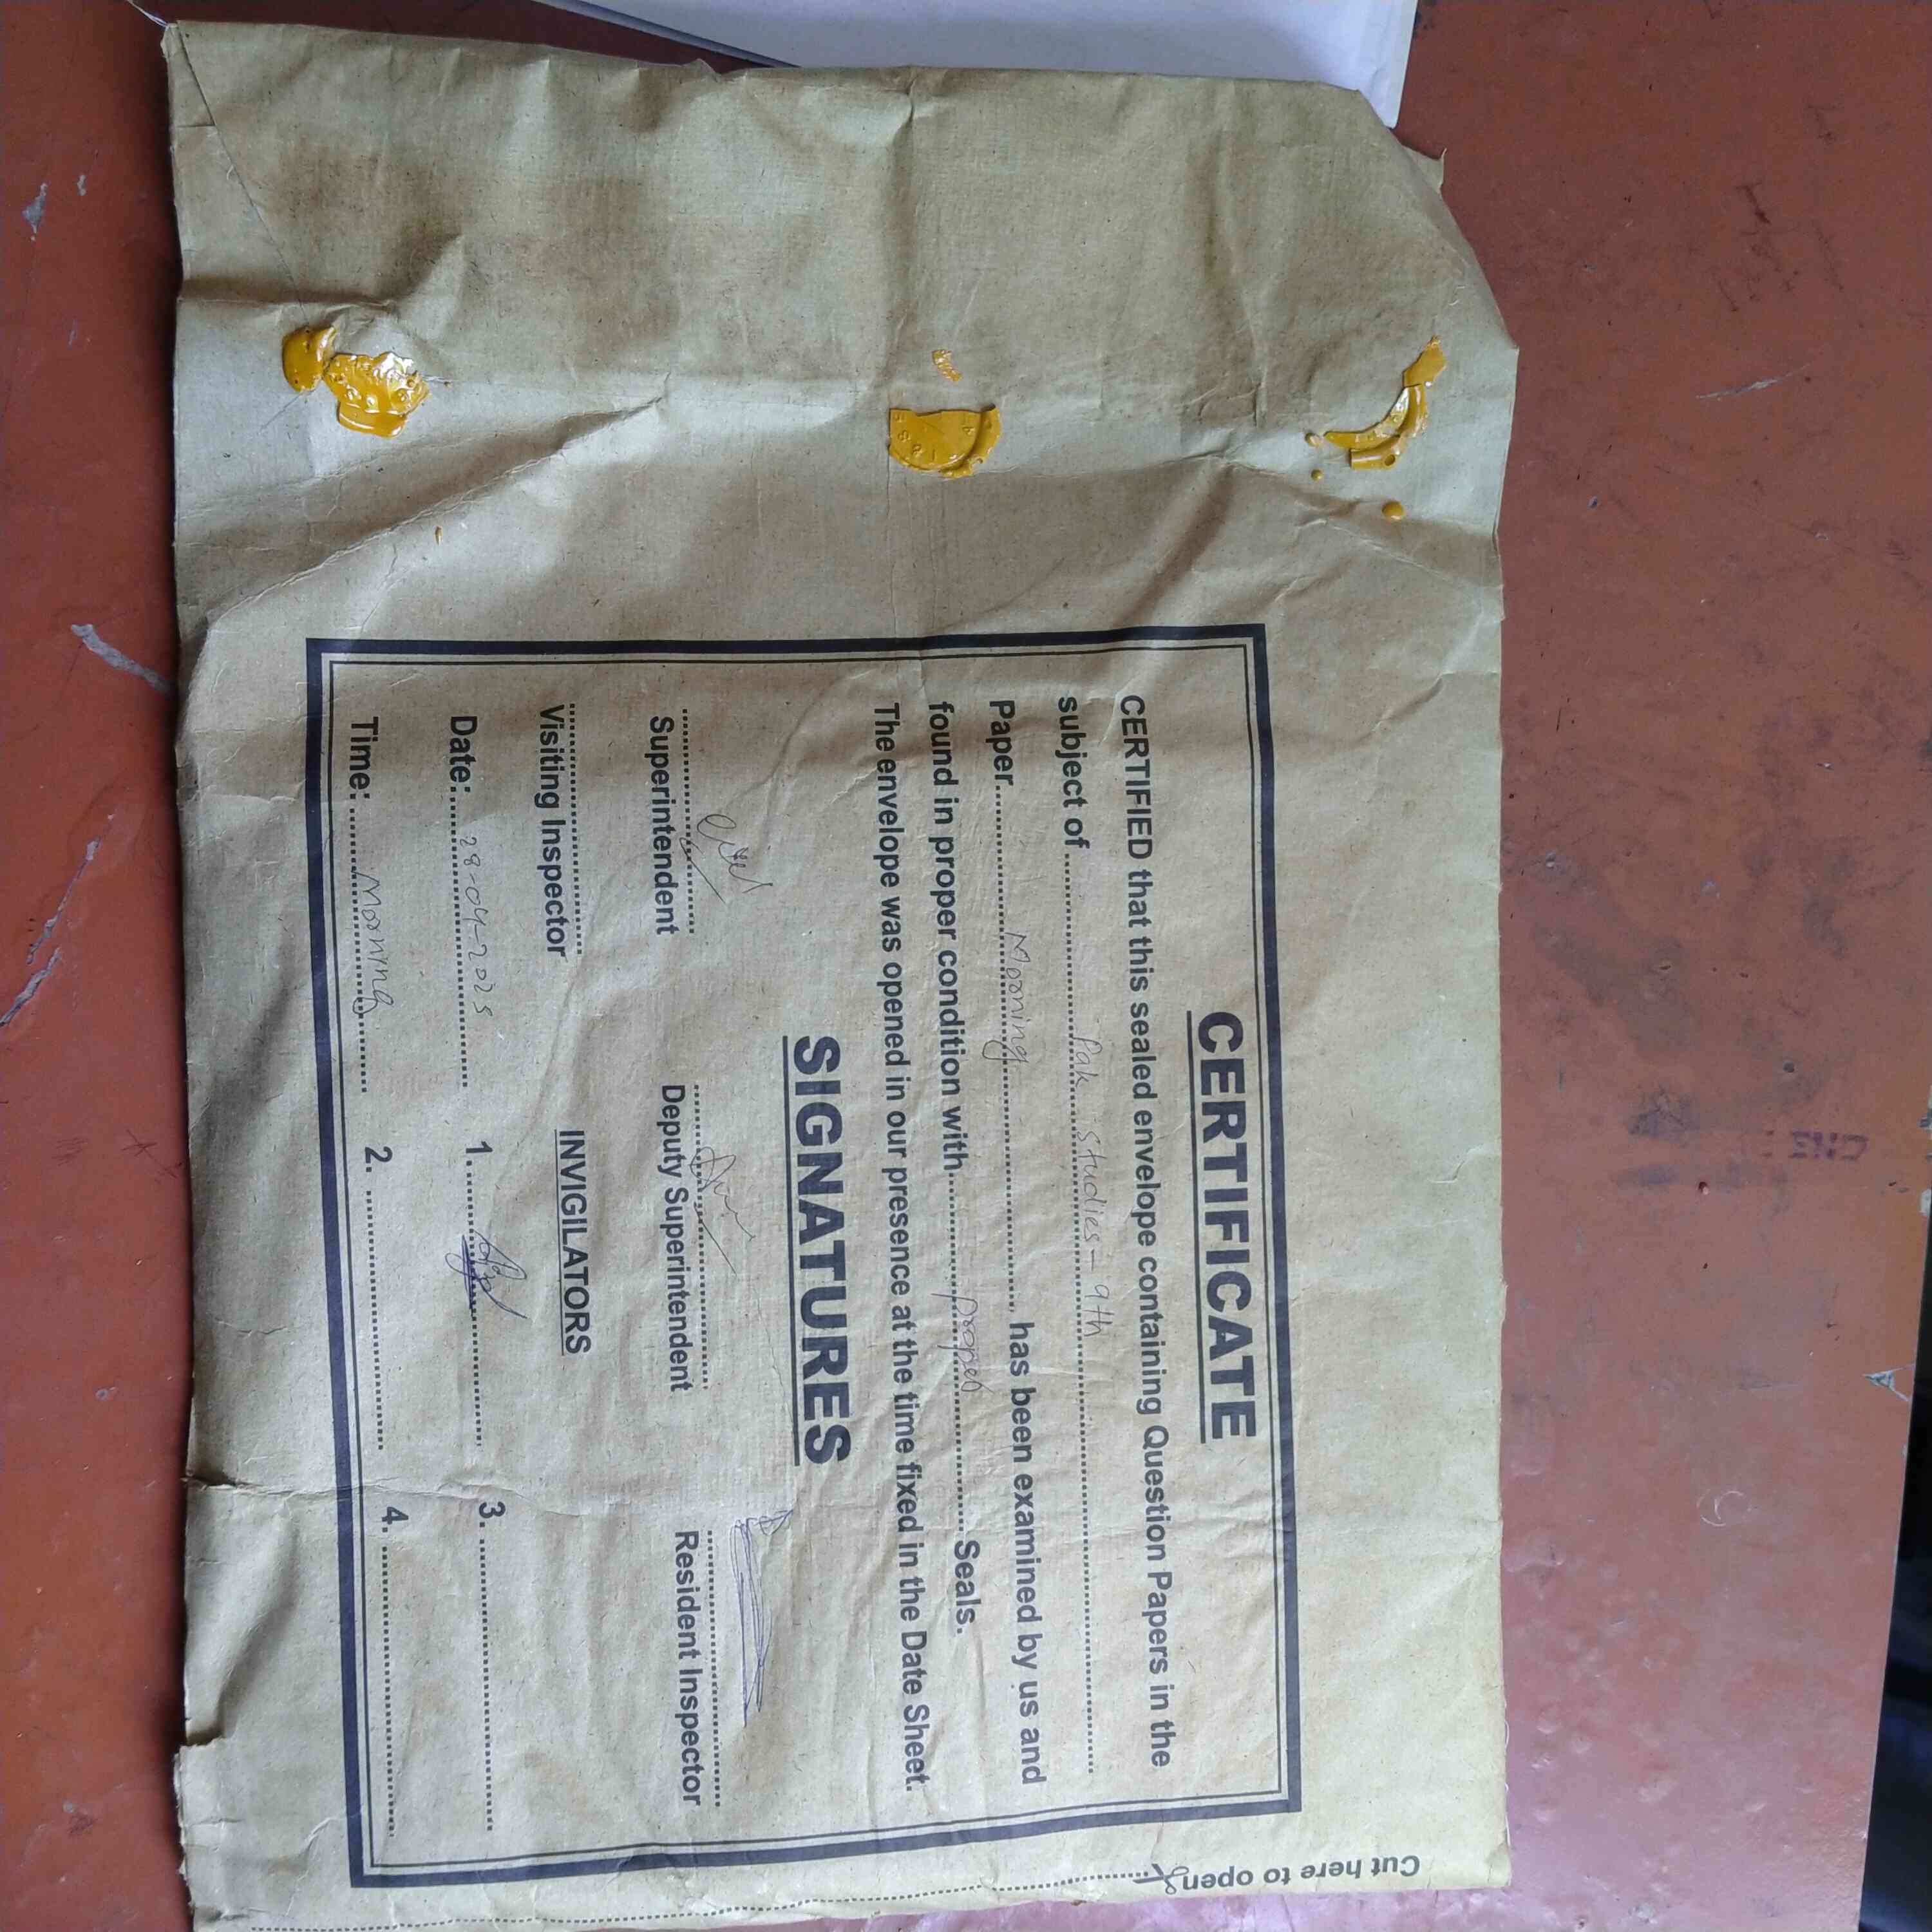 CERTIFICATE
CERTIFIED that this sealed envelope containing Question Papers in the
subject of Pak studies - 9th
Paper Morning has been examined by us and
found in proper condition with proper Seals.
The envelope was opened in our presence at the time fixed in the Date Sheet.
SIGNATURES
Superintendent Deputy Superintendent Resident Inspector
Visiting Inspector INVIGILATORS
Date: 28-04-2025 1. 3.
Time: Morning 2. 4.
Cut here to open